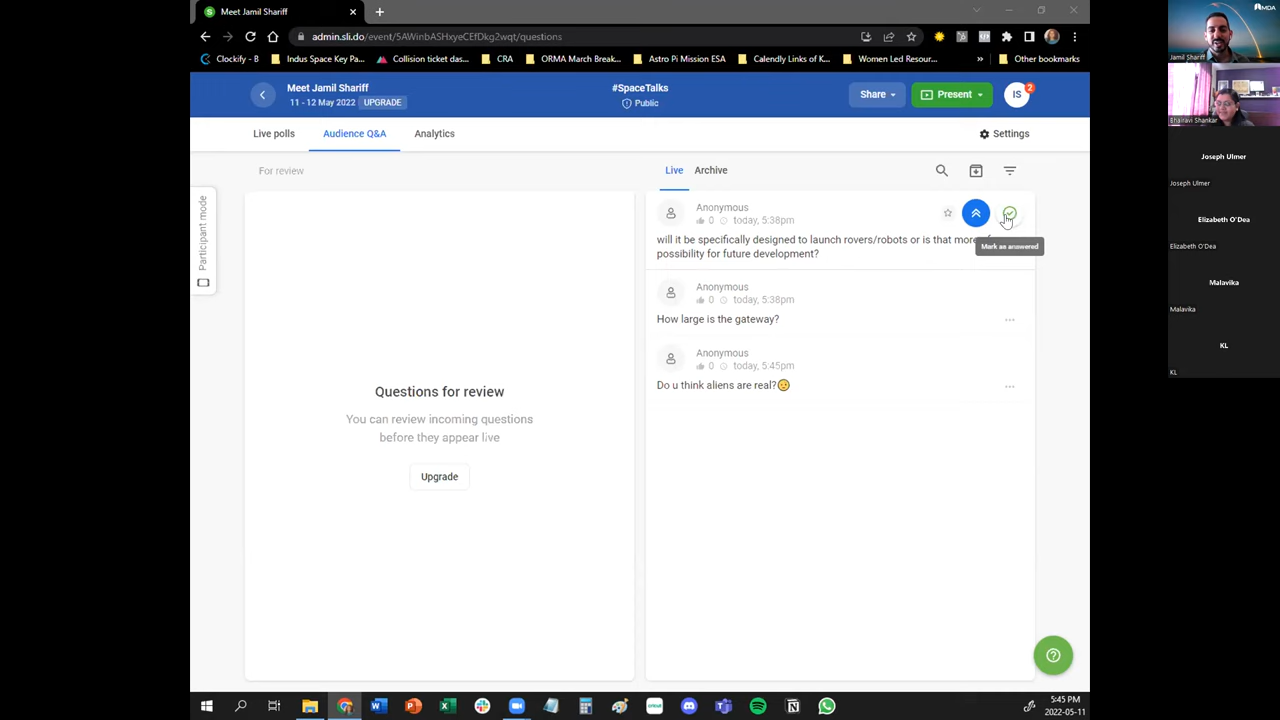 Meet Jamil Shariff
admin.sli.do/event/5AWinbASHxyeCEfDkg2wqt/questions
Clockify - B
Indus Space Key Pa...
Collision ticket das...
CRA
ORMA March Break...
Astro Pi Mission ESA
Calendly Links of K...
Women Led Resour...
»
Other bookmarks
Meet Jamil Shariff
11 - 12 May 2022
UPGRADE
#SpaceTalks
Public
Share
Present
IS
2
Live polls
Audience Q&A
Analytics
Settings
Participant mode
For review
Questions for review
You can review incoming questions
before they appear live
Upgrade
Live
Archive
Anonymous
0 today, 5:38pm
will it be specifically designed to launch rovers/robots or is that more
possibility for future development?
Mark as answered
Anonymous
0 today, 5:38pm
How large is the gateway?
...
Anonymous
0 today, 5:45pm
Do u think aliens are real?😟
...
5:45 PM
2022-05-11
MDA
Jamil Shariff
Bhairavi Shankar
Joseph Ulmer
Joseph Ulmer
Elizabeth O'Dea
Elizabeth O'Dea
Malavika
Malavika
KL
KL